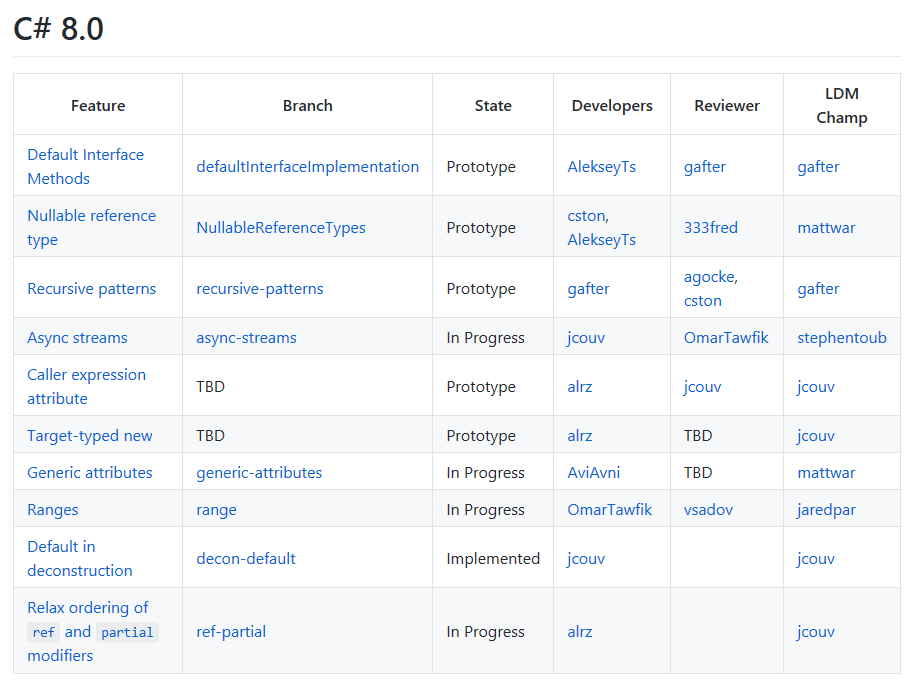 C# 8.0
Feature Branch State Developers Reviewer LDM
Champ
Default Interface
Methods defaultInterfaceImplementation Prototype AlekseyTs gafter gafter
Nullable reference
type NullableReferenceTypes Prototype cston,
AlekseyTs 333fred mattwar
Recursive patterns recursive-patterns Prototype gafter agocke,
cston gafter
Async streams async-streams In Progress jcouv OmarTawfik stephentoub
Caller expression
attribute TBD Prototype alrz jcouv jcouv
Target-typed new TBD Prototype alrz TBD jcouv
Generic attributes generic-attributes In Progress AviAvni TBD mattwar
Ranges range In Progress OmarTawfik vsadov jaredpar
Default in
deconstruction decon-default Implemented jcouv jcouv
Relax ordering of
ref and partial
modifiers ref-partial In Progress alrz jcouv